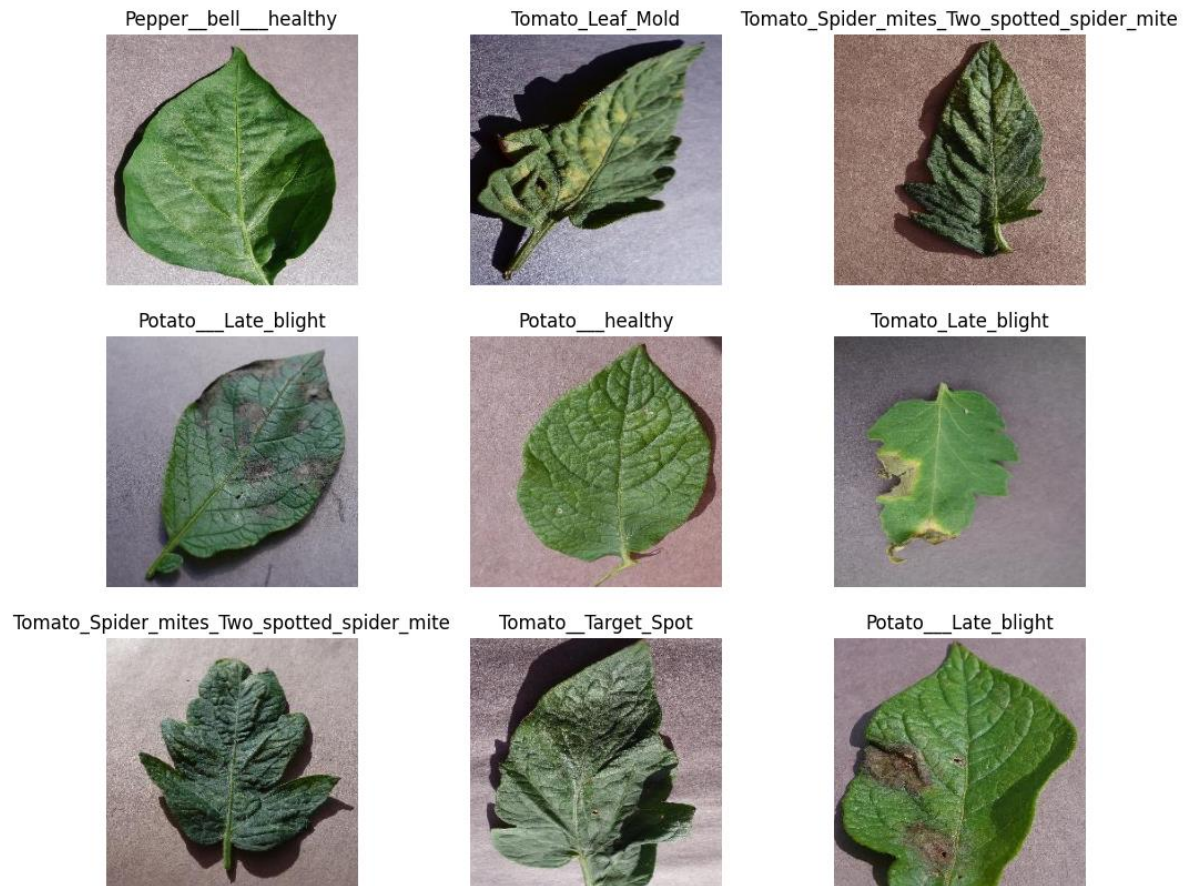 Pepper__bell___healthy
Tomato_Leaf_Mold
Tomato_Spider_mites_Two_spotted_spider_mite
Potato___Late_blight
Potato___healthy
Tomato_Late_blight
Tomato_Spider_mites_Two_spotted_spider_mite
Tomato__Target_Spot
Potato___Late_blight